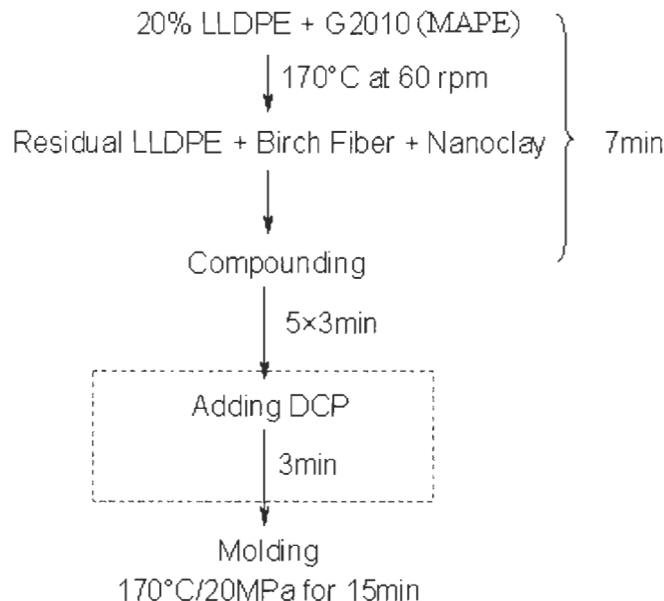 20% LLDPE + G2010 (MAPE)
170°C at 60 rpm
Residual LLDPE + Birch Fiber + Nanoclay
7min
Compounding
5×3min
Adding DCP
3min
Molding
170°C/20MPa for 15min